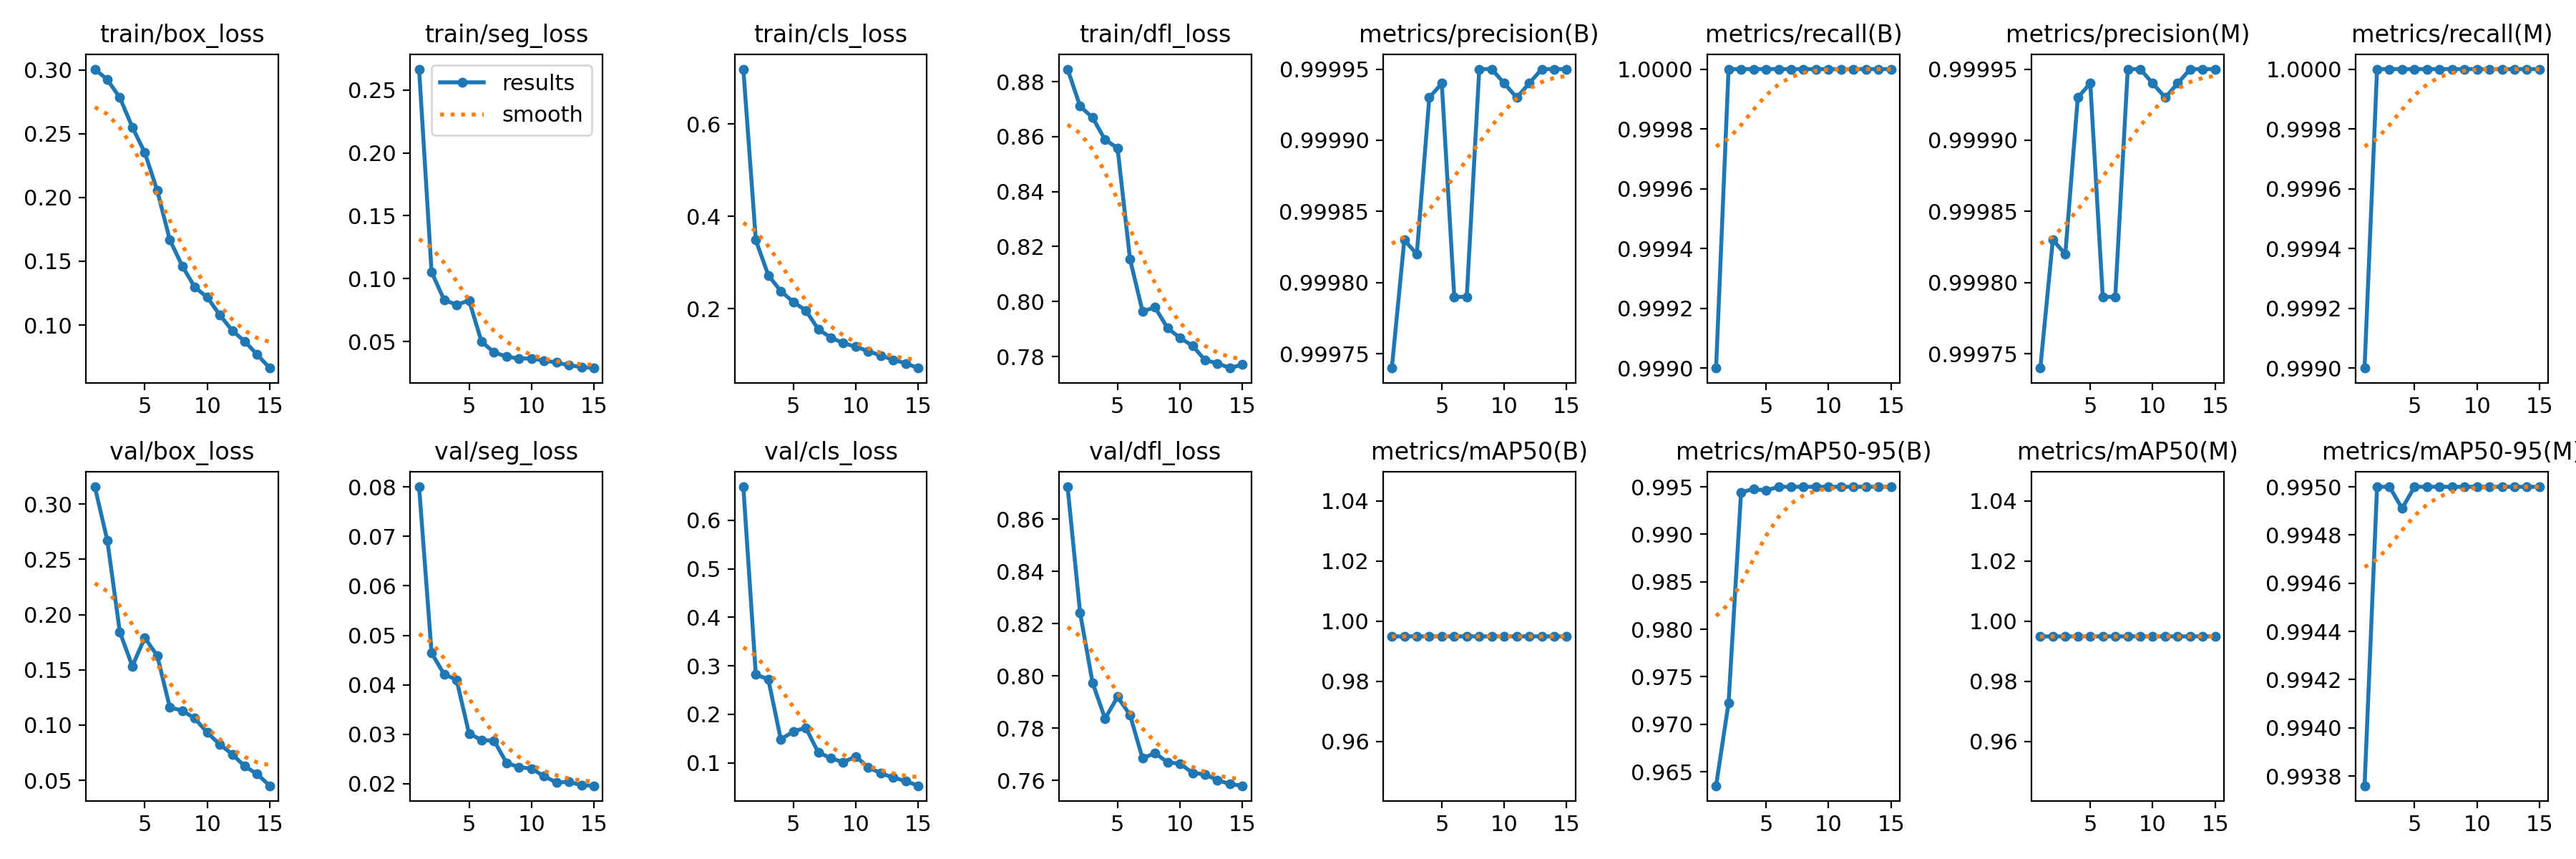 train/box_loss
train/seg_loss
train/cls_loss
train/dfl_loss
metrics/precision(B)
metrics/recall(B)
metrics/precision(M)
metrics/recall(M)
0.30
0.25
0.20
0.15
0.10
5 10 15
0.25
0.20
0.15
0.10
0.05
results
smooth
5 10 15
0.6
0.4
0.2
5 10 15
0.88
0.86
0.84
0.82
0.80
0.78
5 10 15
0.99995
0.99990
0.99985
0.99980
0.99975
5 10 15
1.0000
0.9998
0.9996
0.9994
0.9992
0.9990
5 10 15
0.99995
0.99990
0.99985
0.99980
0.99975
5 10 15
1.0000
0.9998
0.9996
0.9994
0.9992
0.9990
5 10 15
val/box_loss
val/seg_loss
val/cls_loss
val/dfl_loss
metrics/mAP50(B)
metrics/mAP50-95(B)
metrics/mAP50(M)
metrics/mAP50-95(M)
0.30
0.25
0.20
0.15
0.10
0.05
5 10 15
0.08
0.07
0.06
0.05
0.04
0.03
0.02
5 10 15
0.6
0.5
0.4
0.3
0.2
0.1
5 10 15
0.86
0.84
0.82
0.80
0.78
0.76
5 10 15
1.04
1.02
1.00
0.98
0.96
5 10 15
0.995
0.990
0.985
0.980
0.975
0.970
0.965
5 10 15
1.04
1.02
1.00
0.98
0.96
5 10 15
0.9950
0.9948
0.9946
0.9944
0.9942
0.9940
0.9938
5 10 15